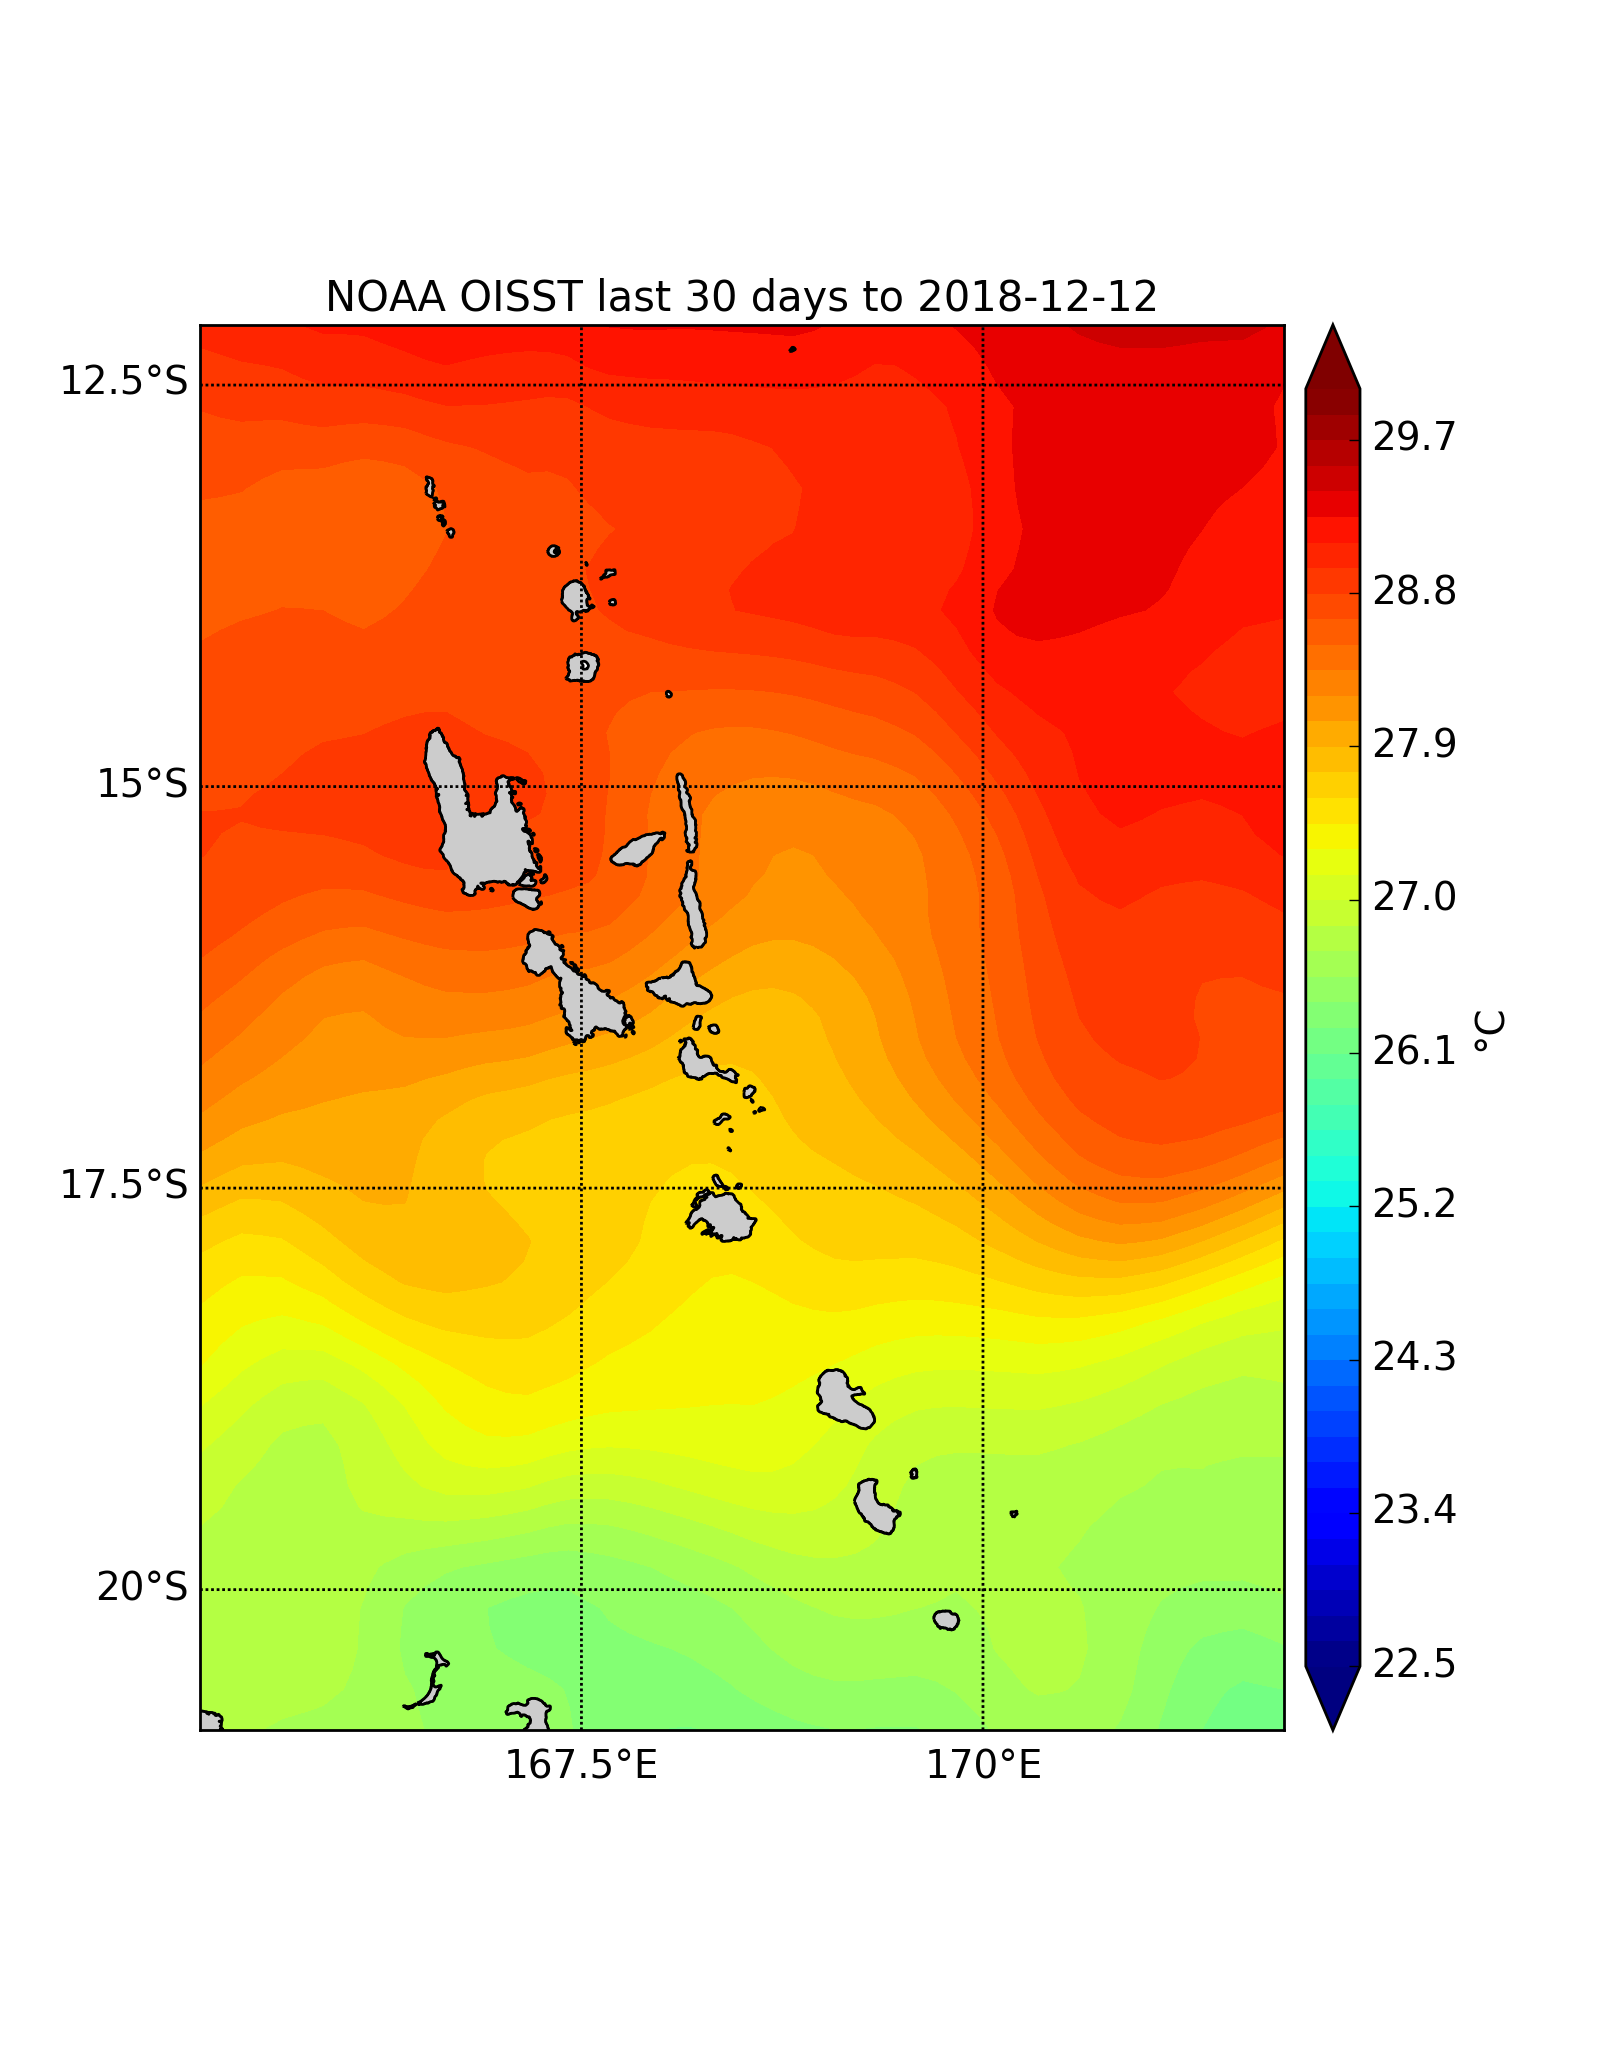 NOAA OISST last 30 days to 2018-12-12
12.5°S
15°S
17.5°S
20°S
167.5°E
170°E
29.7
28.8
27.9
27.0
26.1
25.2
24.3
23.4
22.5
°C